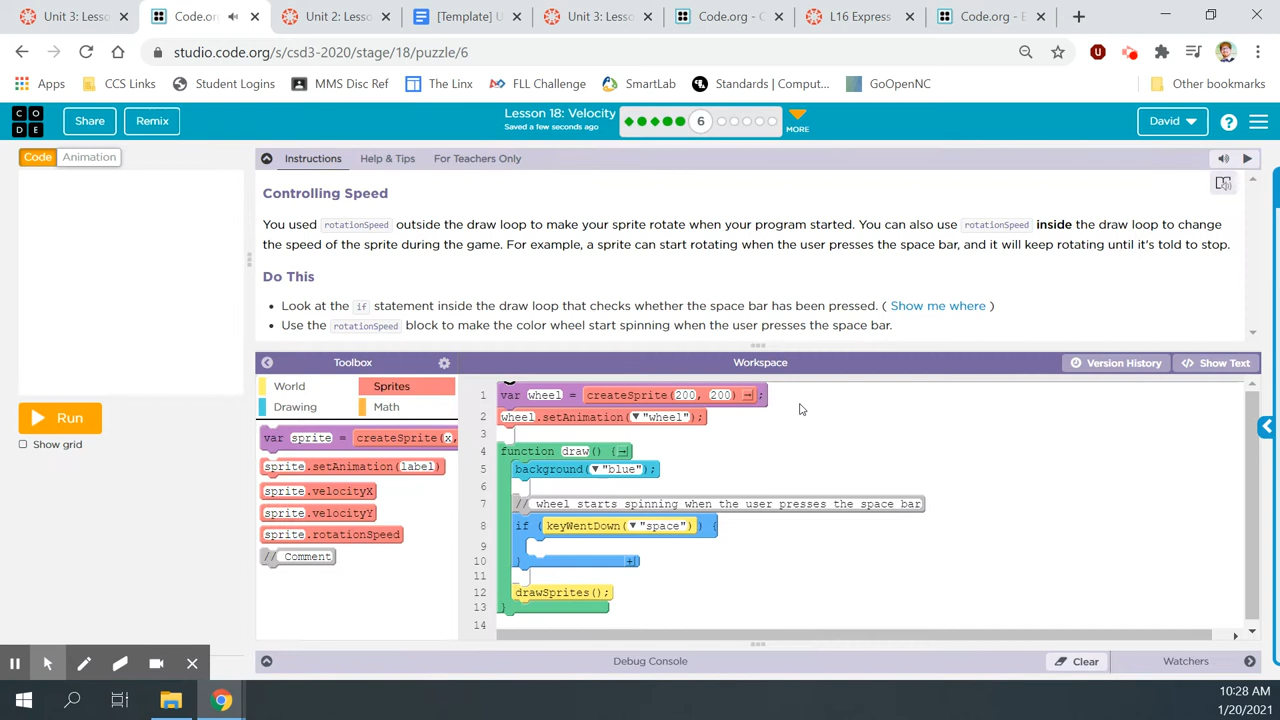 Unit 3: Lesso
Code.org
Unit 2: Lesso
[Template] U
Unit 3: Lesso
Code.org - C
L16 Express
Code.org - E
studio.code.org/s/csd3-2020/stage/18/puzzle/6
Apps
CCS Links
Student Logins
MMS Disc Ref
The Linx
FLL Challenge
SmartLab
Standards | Comput...
GoOpenNC
Other bookmarks
C O
D E
Share
Remix
Lesson 18: Velocity
Saved a few seconds ago
6
MORE
David
Code
Animation
Instructions
Help & Tips
For Teachers Only
Controlling Speed
You used rotationSpeed outside the draw loop to make your sprite rotate when your program started. You can also use rotationSpeed inside the draw loop to change
the speed of the sprite during the game. For example, a sprite can start rotating when the user presses the space bar, and it will keep rotating until it's told to stop.
Do This
• Look at the if statement inside the draw loop that checks whether the space bar has been pressed. ( Show me where )
• Use the rotationSpeed block to make the color wheel start spinning when the user presses the space bar.
Toolbox
Workspace
Version History
</> Show Text
World
Sprites
Drawing
Math
var sprite = createSprite(x,
sprite.setAnimation(label)
sprite.velocityX
sprite.velocityY
sprite.rotationSpeed
// Comment
Run
Show grid
1 var wheel = createSprite(200, 200);
2 wheel.setAnimation("wheel");
3
4 function draw() {
5 background("blue");
6
7 // wheel starts spinning when the user presses the space bar
8 if (keyWentDown("space")) {
9
10 }
11
12 drawSprites();
13 }
14
Debug Console
Clear
Watchers
10:28 AM
1/20/2021